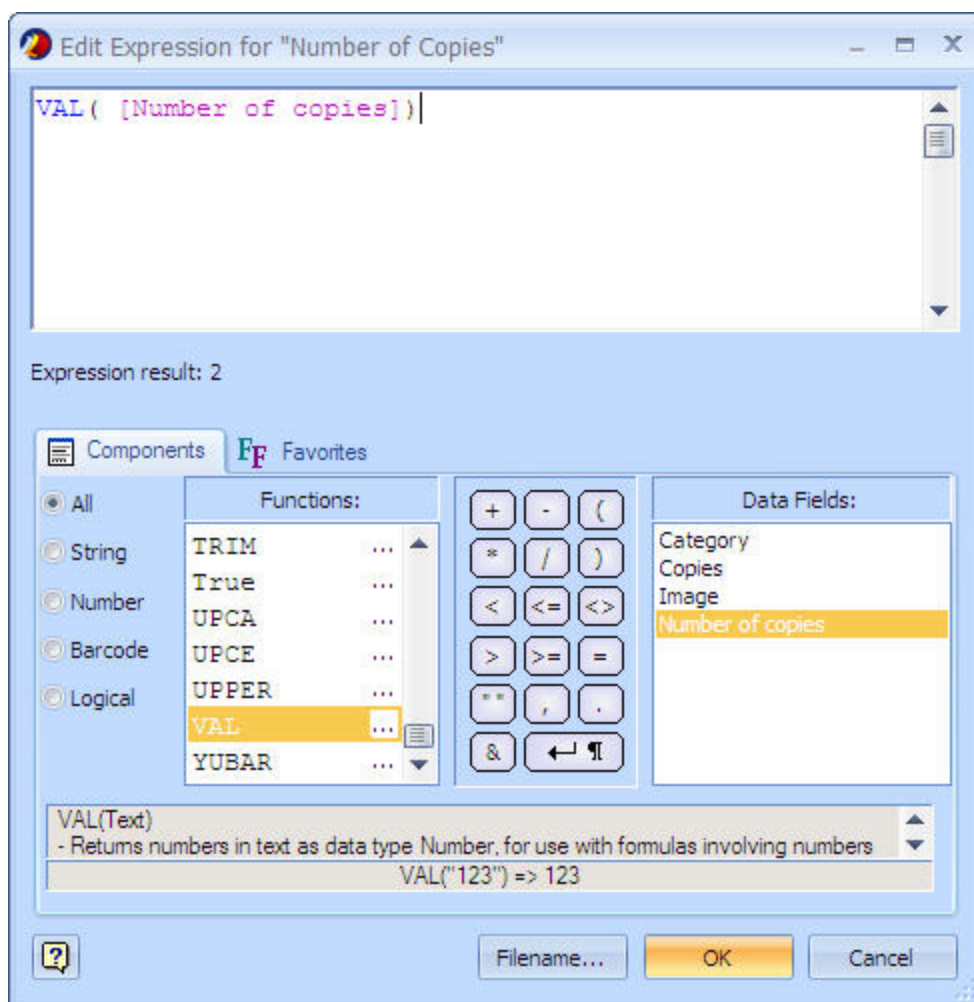 Edit Expression for "Number of Copies"
VAL( [Number of copies])
Expression result: 2
Components
FF Favorites
All
String
Number
Barcode
Logical
Functions:
TRIM ...
True ...
UPCA ...
UPCE ...
UPPER ...
VAL ...
YUBAR ...
+ - (
* / )
< <= <>
> >= =
" " , .
& ↵ ¶
Data Fields:
Category
Copies
Image
Number of copies
VAL(Text)
- Returns numbers in text as data type Number, for use with formulas involving numbers
VAL("123") => 123
?
Filename...
OK
Cancel